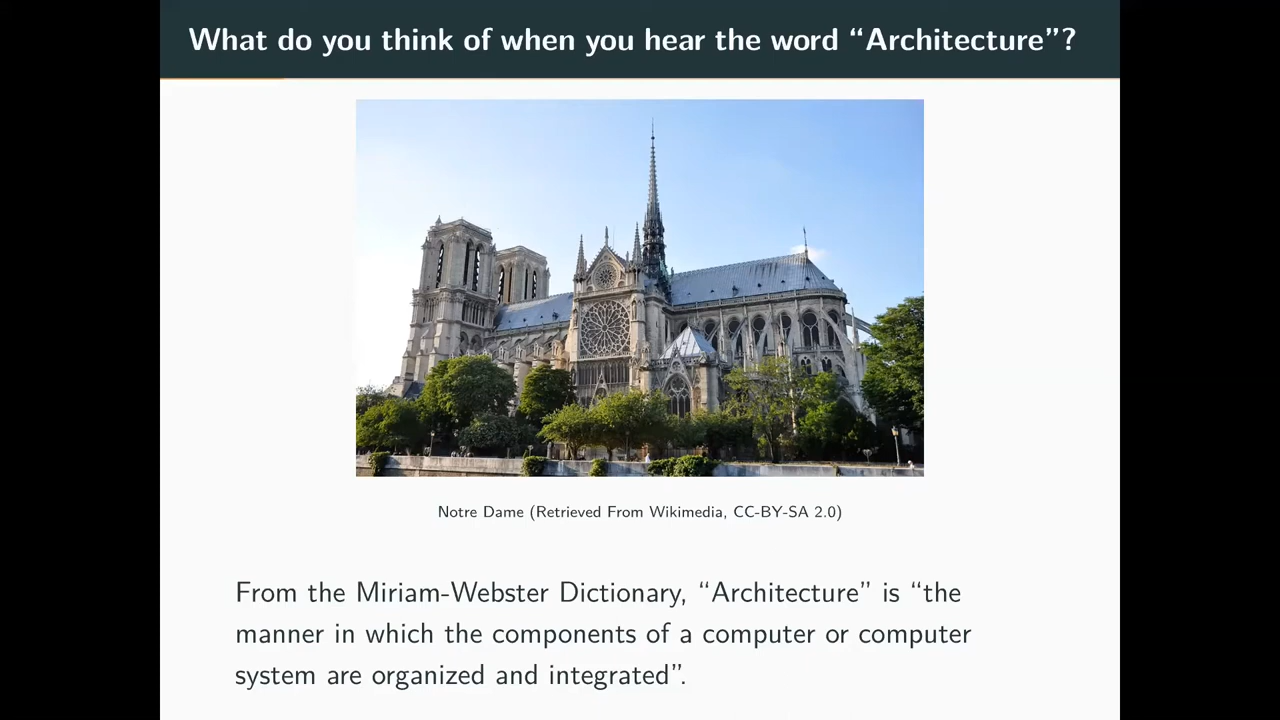 What do you think of when you hear the word “Architecture”?
Notre Dame (Retrieved From Wikimedia, CC-BY-SA 2.0)
From the Miriam-Webster Dictionary, “Architecture” is “the
manner in which the components of a computer or computer
system are organized and integrated”.